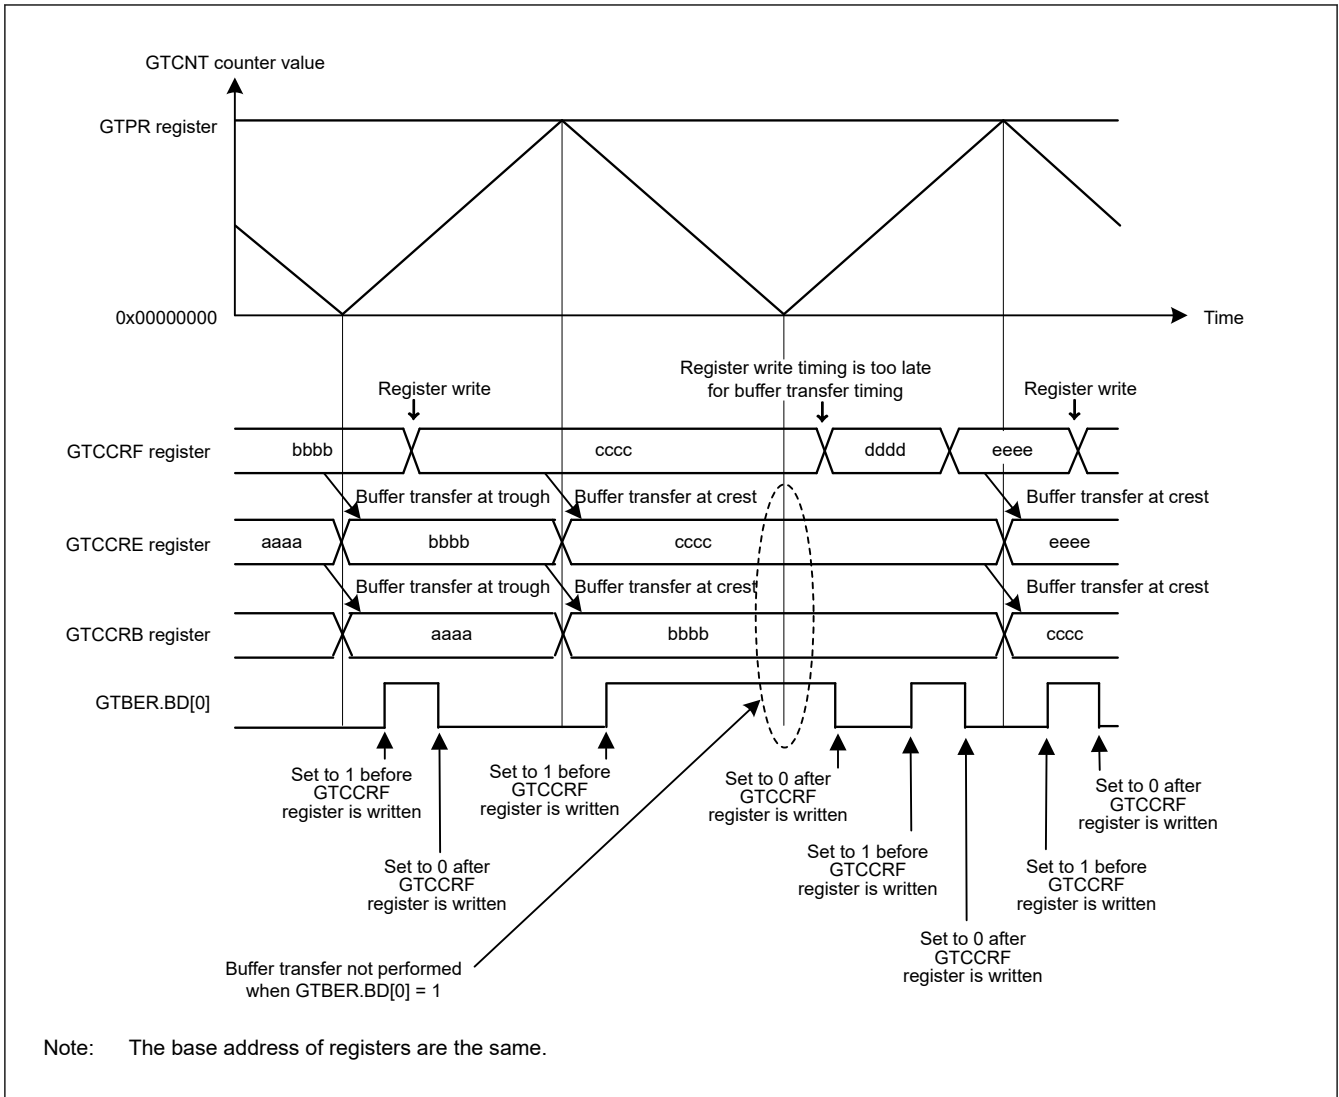 GTCNT counter value
GTPR register
0x00000000
Time
Register write timing is too late
for buffer transfer timing
Register write
Register write
GTCCRF register
bbbb
cccc
dddd
eeee
Buffer transfer at trough
Buffer transfer at crest
Buffer transfer at crest
GTCCRE register
aaaa
bbbb
cccc
eeee
Buffer transfer at trough
Buffer transfer at crest
Buffer transfer at crest
GTCCRB register
aaaa
bbbb
cccc
GTBER.BD[0]
Set to 1 before
GTCCRF
register is written
Set to 1 before
GTCCRF
register is written
Set to 0 after
GTCCRF
register is written
Set to 0 after
GTCCRF
register is written
Set to 0 after
GTCCRF
register is written
Set to 1 before
GTCCRF
register is written
Set to 1 before
GTCCRF
register is written
Set to 0 after
GTCCRF
register is written
Buffer transfer not performed
when GTBER.BD[0] = 1
Note: The base address of registers are the same.